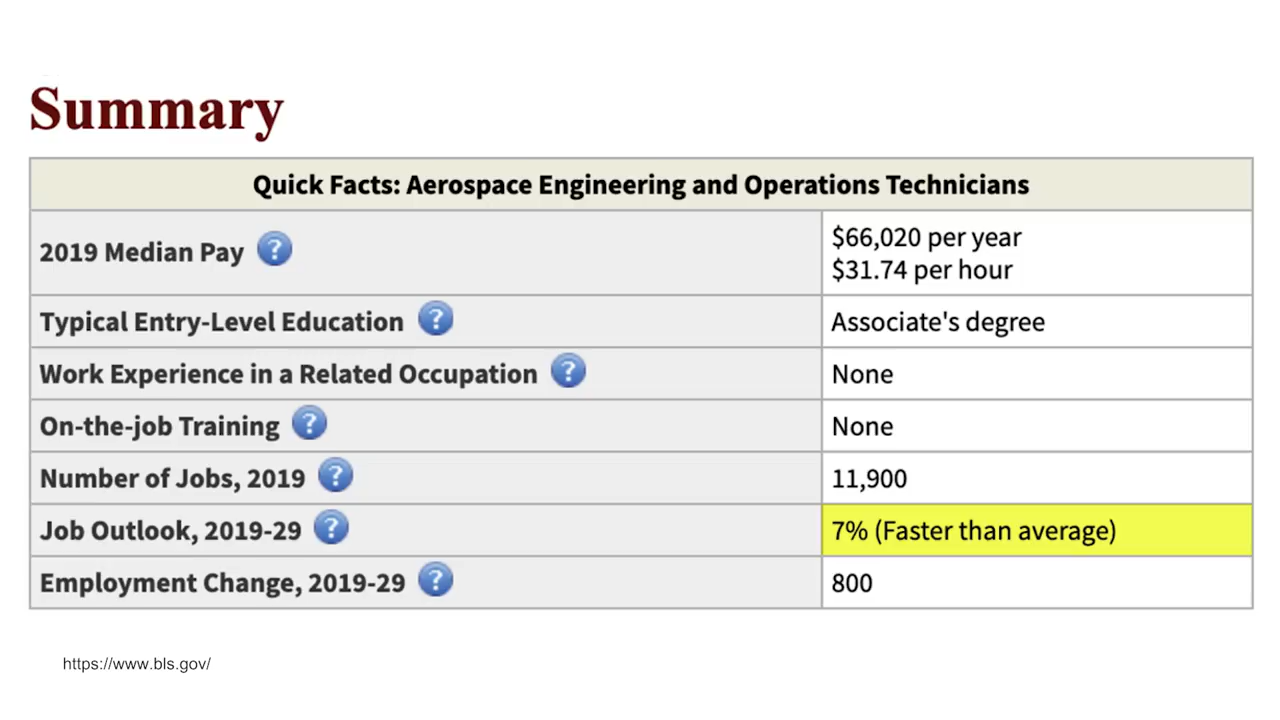 Summary
Quick Facts: Aerospace Engineering and Operations Technicians
2019 Median Pay ?
$66,020 per year
$31.74 per hour
Typical Entry-Level Education ?
Associate's degree
Work Experience in a Related Occupation ?
None
On-the-job Training ?
None
Number of Jobs, 2019 ?
11,900
Job Outlook, 2019-29 ?
7% (Faster than average)
Employment Change, 2019-29 ?
800
https://www.bls.gov/